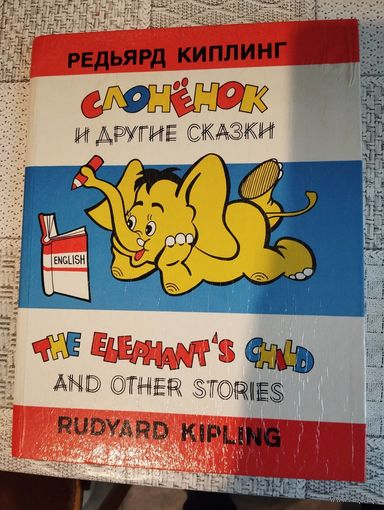 РЕДЬЯРД КИПЛИНГ
СЛОНЁНОК
И ДРУГИЕ СКАЗКИ
ENGLISH
THE ELEPHANT'S CHILD
AND OTHER STORIES
RUDYARD KIPLING